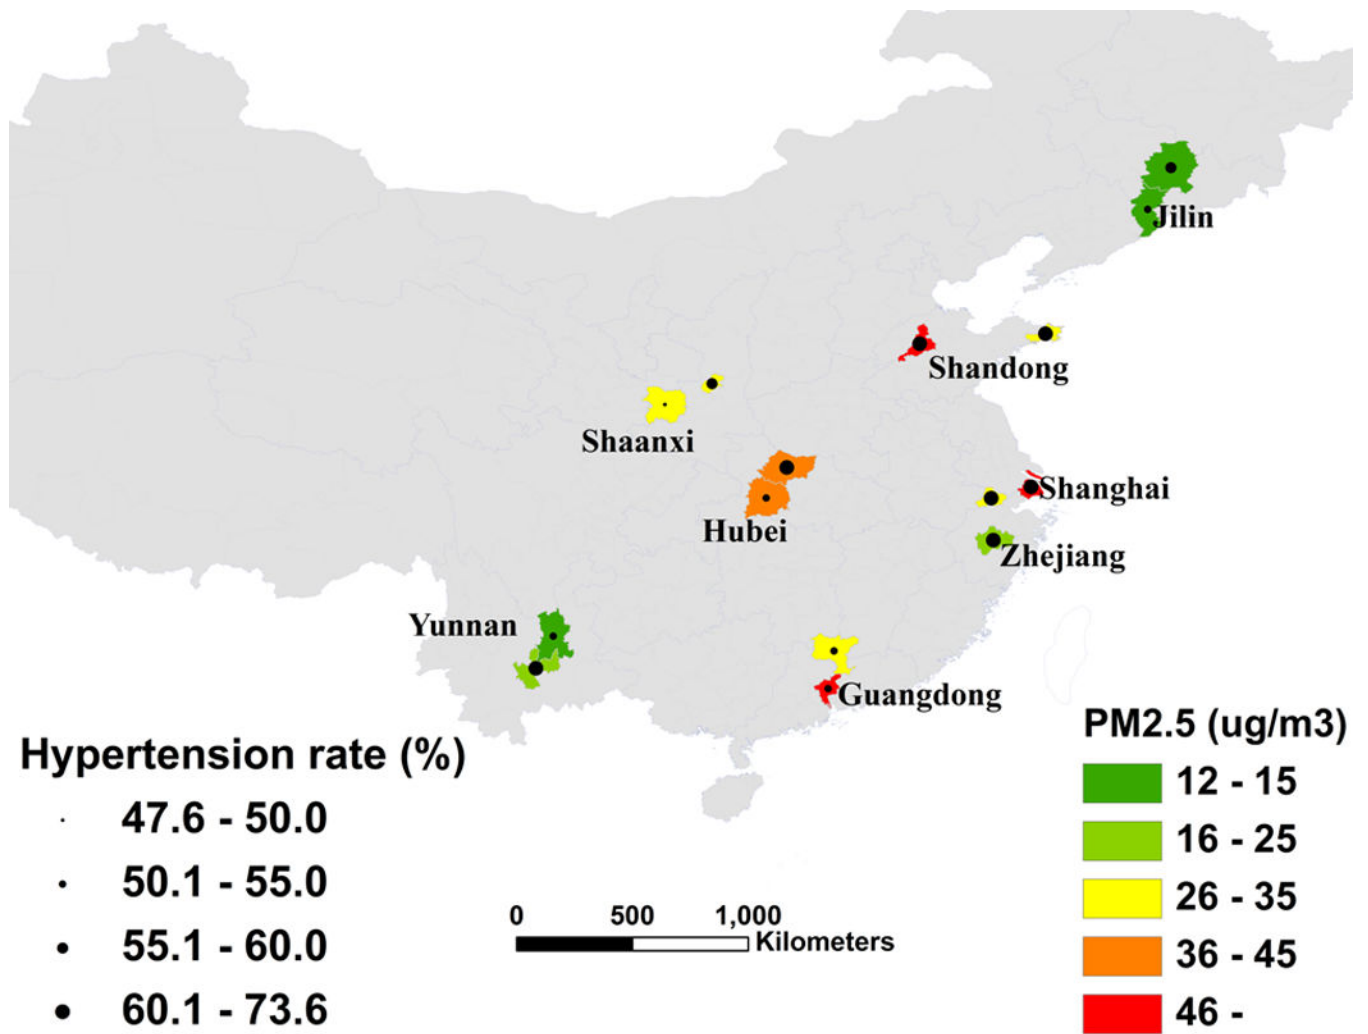 Jilin
Shandong
Shaanxi
Shanghai
Hubei
Zhejiang
Yunnan
Guangdong
Hypertension rate (%)
47.6 - 50.0
50.1 - 55.0
55.1 - 60.0
60.1 - 73.6
0 500 1,000
Kilometers
PM2.5 (ug/m3)
12 - 15
16 - 25
26 - 35
36 - 45
46 -